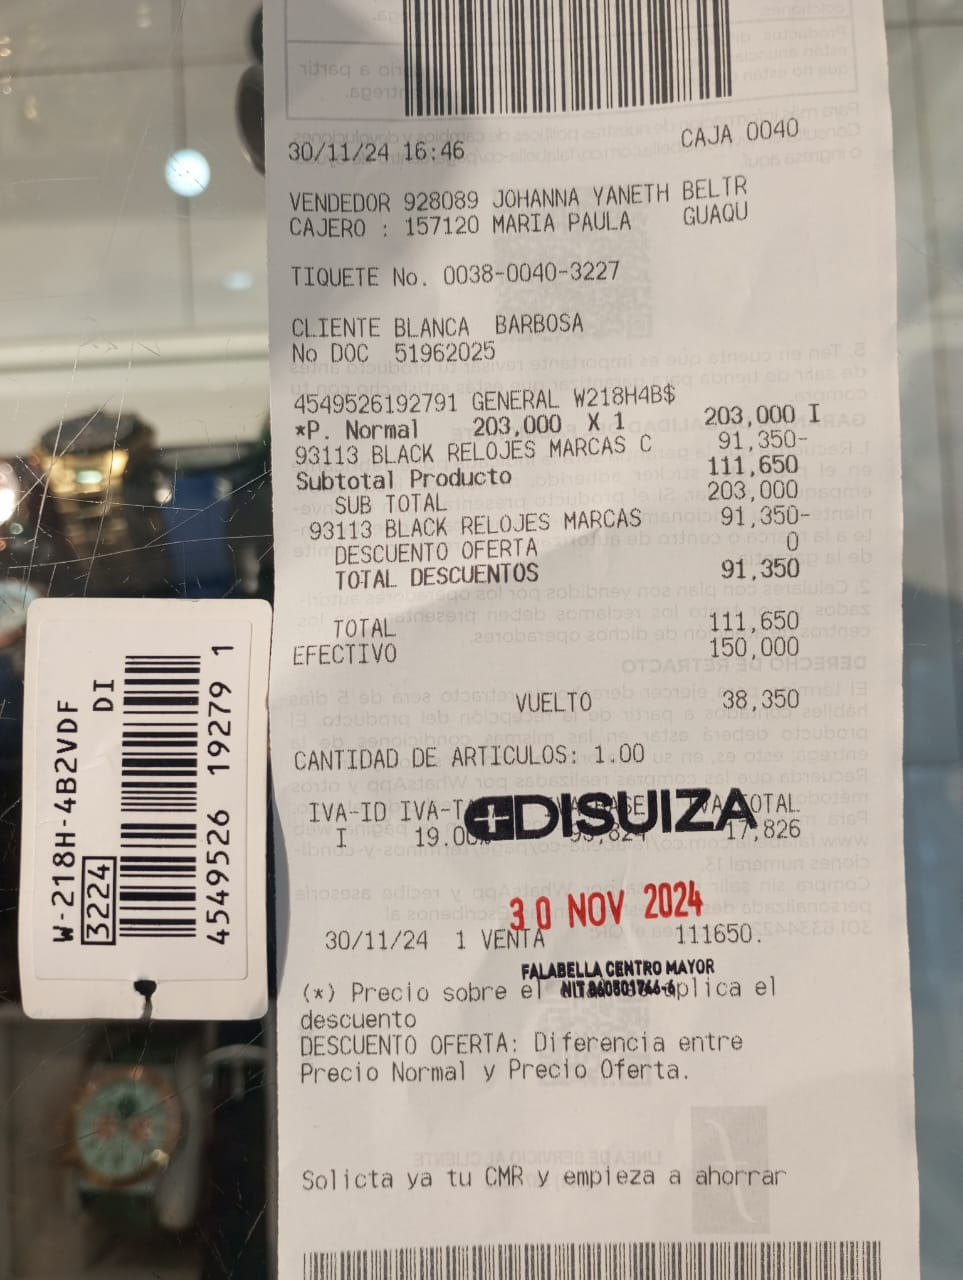 CAJA 0040
30/11/24 16:46
VENDEDOR 928089 JOHANNA YANETH BELTR
CAJERO : 157120 MARIA PAULA GUAQU
TIQUETE No. 0038-0040-3227
CLIENTE BLANCA BARBOSA
No DOC 51962025
4549526192791 GENERAL W218H4B$
*P. Normal 203,000 X 1 203,000 I
93113 BLACK RELOJES MARCAS C 91,350-
Subtotal Producto 111,650
SUB TOTAL 203,000
93113 BLACK RELOJES MARCAS 91,350-
DESCUENTO OFERTA 0
TOTAL DESCUENTOS 91,350
TOTAL 111,650
EFECTIVO 150,000
VUELTO 38,350
CANTIDAD DE ARTICULOS: 1.00
IVA-ID
DISUIZA
I 17.826
30 NOV 2024
30/11/24 1 VENTA 111650.
FALABELLA CENTRO MAYOR
(*) Precio sobre el aplica el
descuento
DESCUENTO OFERTA: Diferencia entre
Precio Normal y Precio Oferta.
Solicta ya tu CMR y empieza a ahorrar
W-218H-4B2VDF
3224 DI
4549526 19279 1